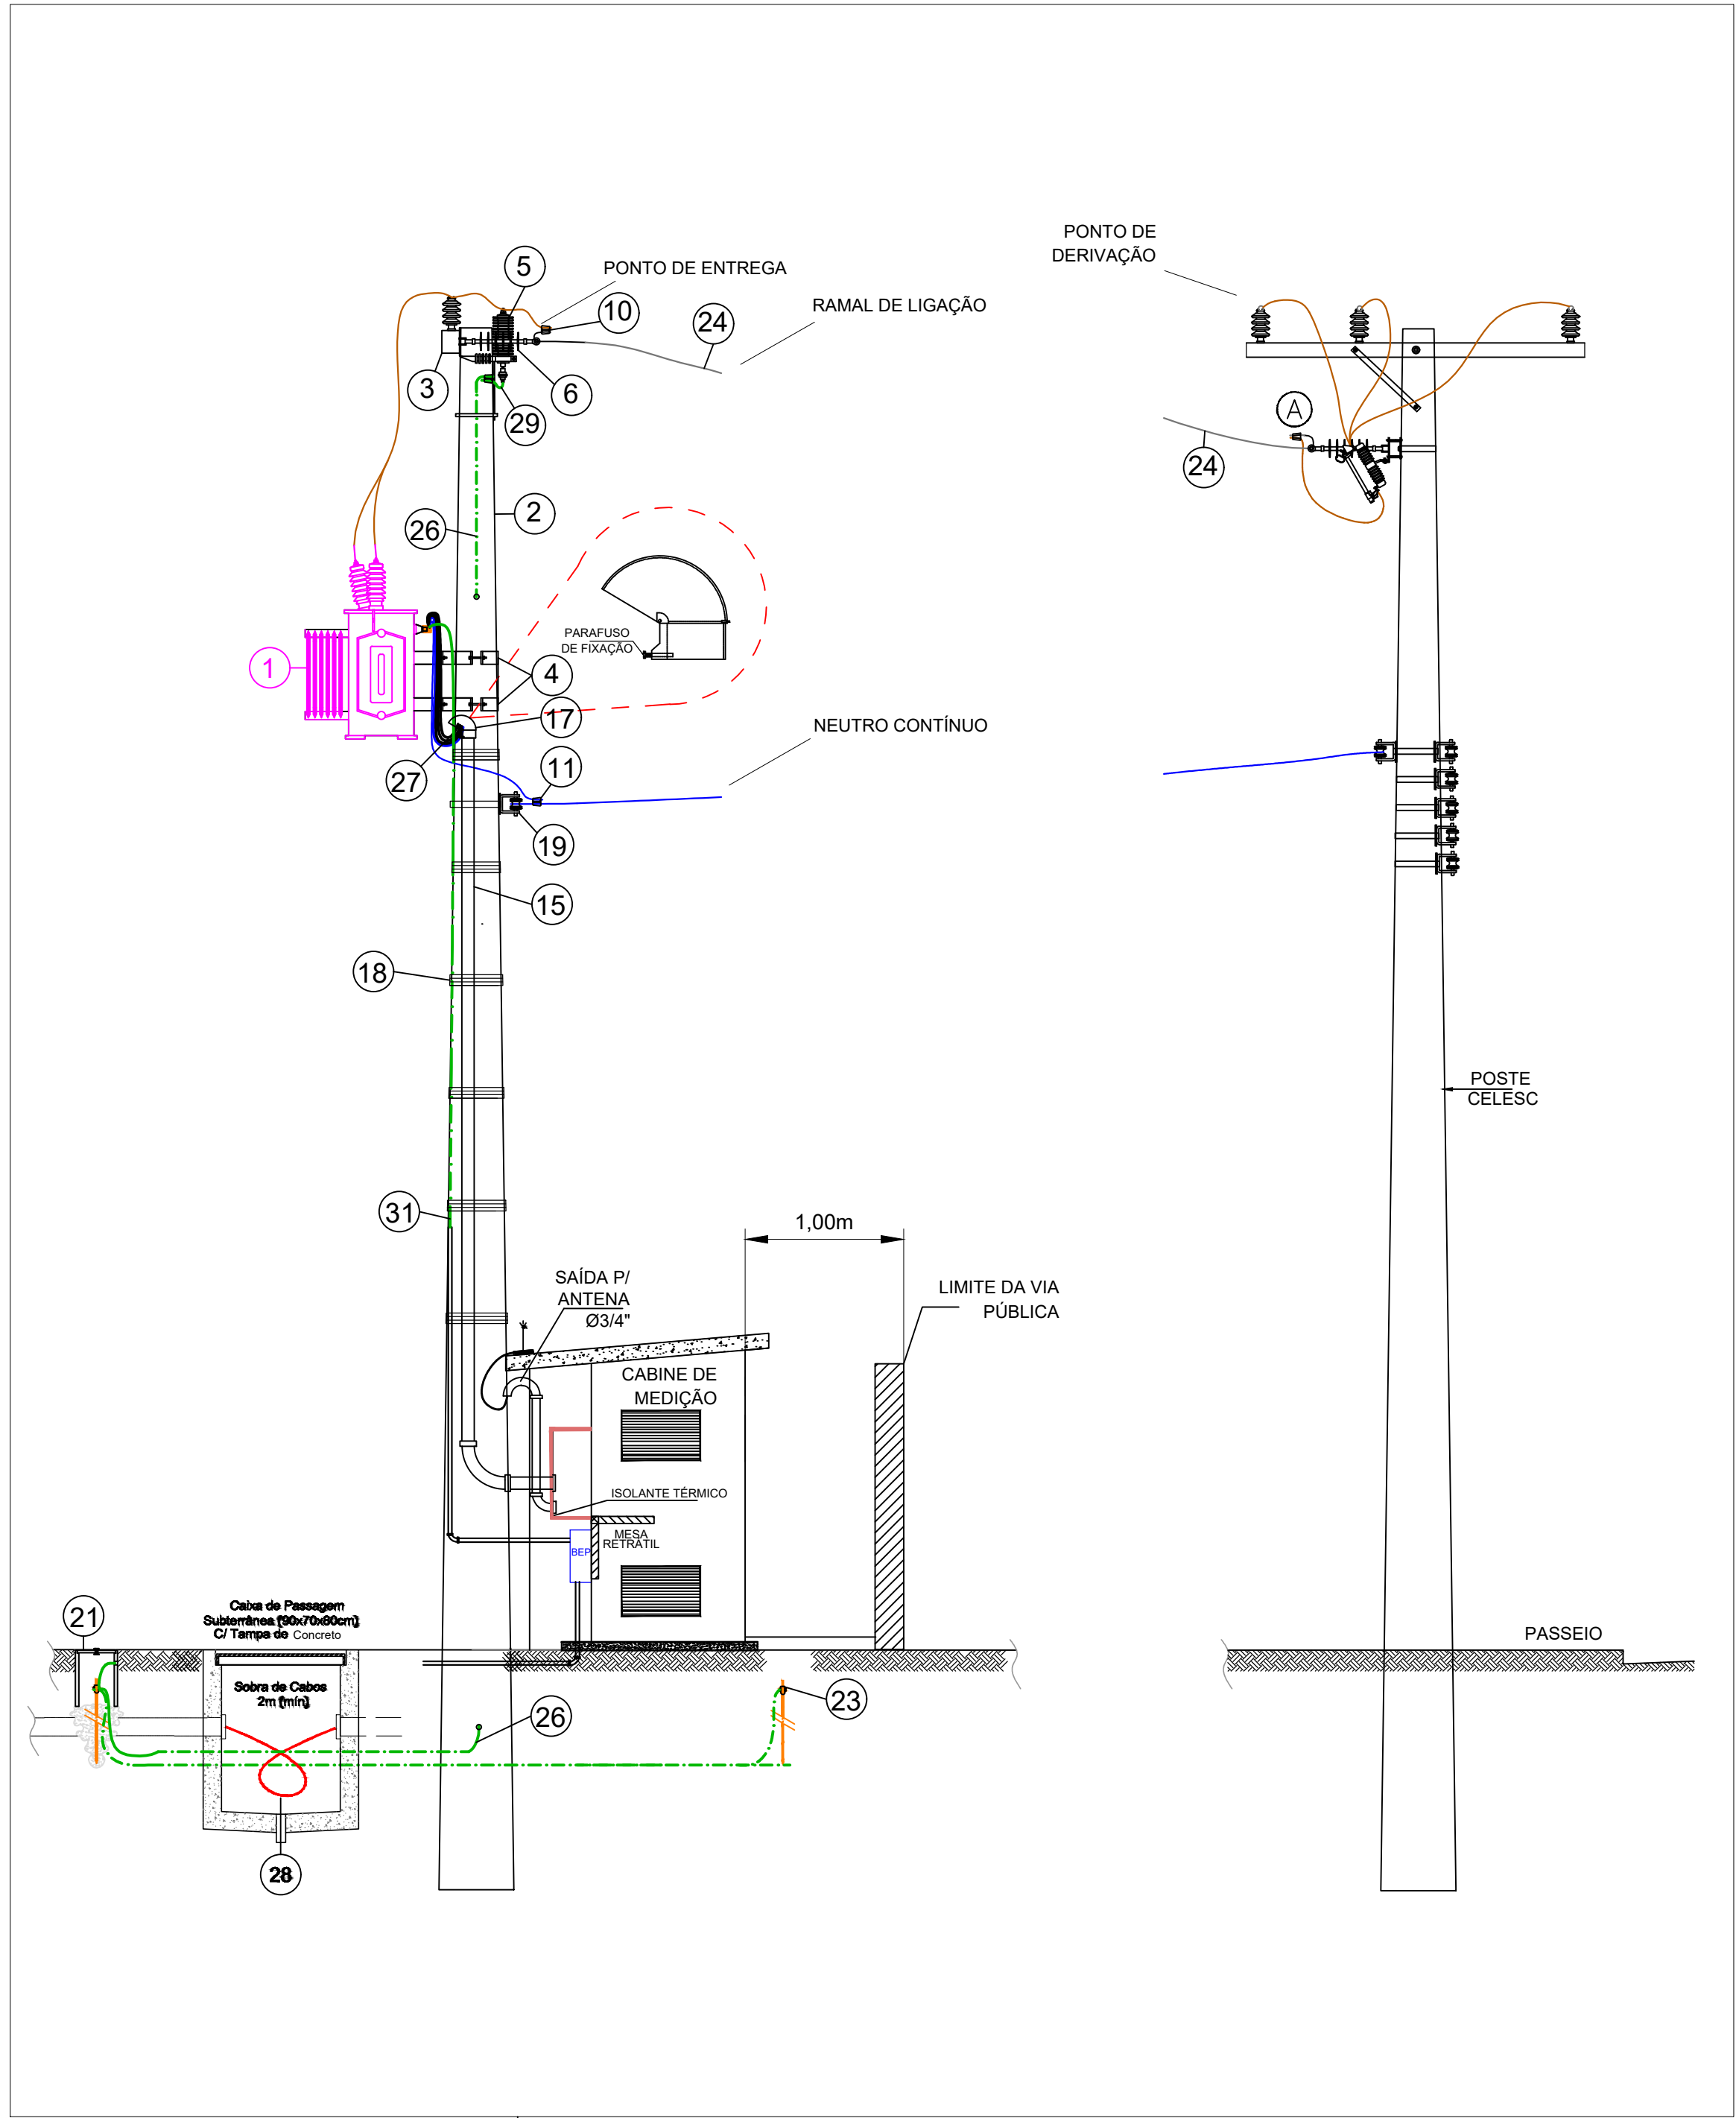 PONTO DE
DERIVAÇÃO
5
PONTO DE ENTREGA
10
RAMAL DE LIGAÇÃO
24
3
6
29
A
24
26
2
PARAFUSO
DE FIXAÇÃO
1
4
17
NEUTRO CONTÍNUO
27
11
19
15
18
POSTE
CELESC
31
1,00m
SAÍDA P/
ANTENA
Ø3/4"
LIMITE DA VIA
PÚBLICA
CABINE DE
MEDIÇÃO
ISOLANTE TÉRMICO
MESA
RETRÁTIL
BEP
21
Caixa de Passagem
Subterrânea [90x70x80cm]
C/ Tampa de Concreto
PASSEIO
Sobra de Cabos
2m [mín]
26
23
28